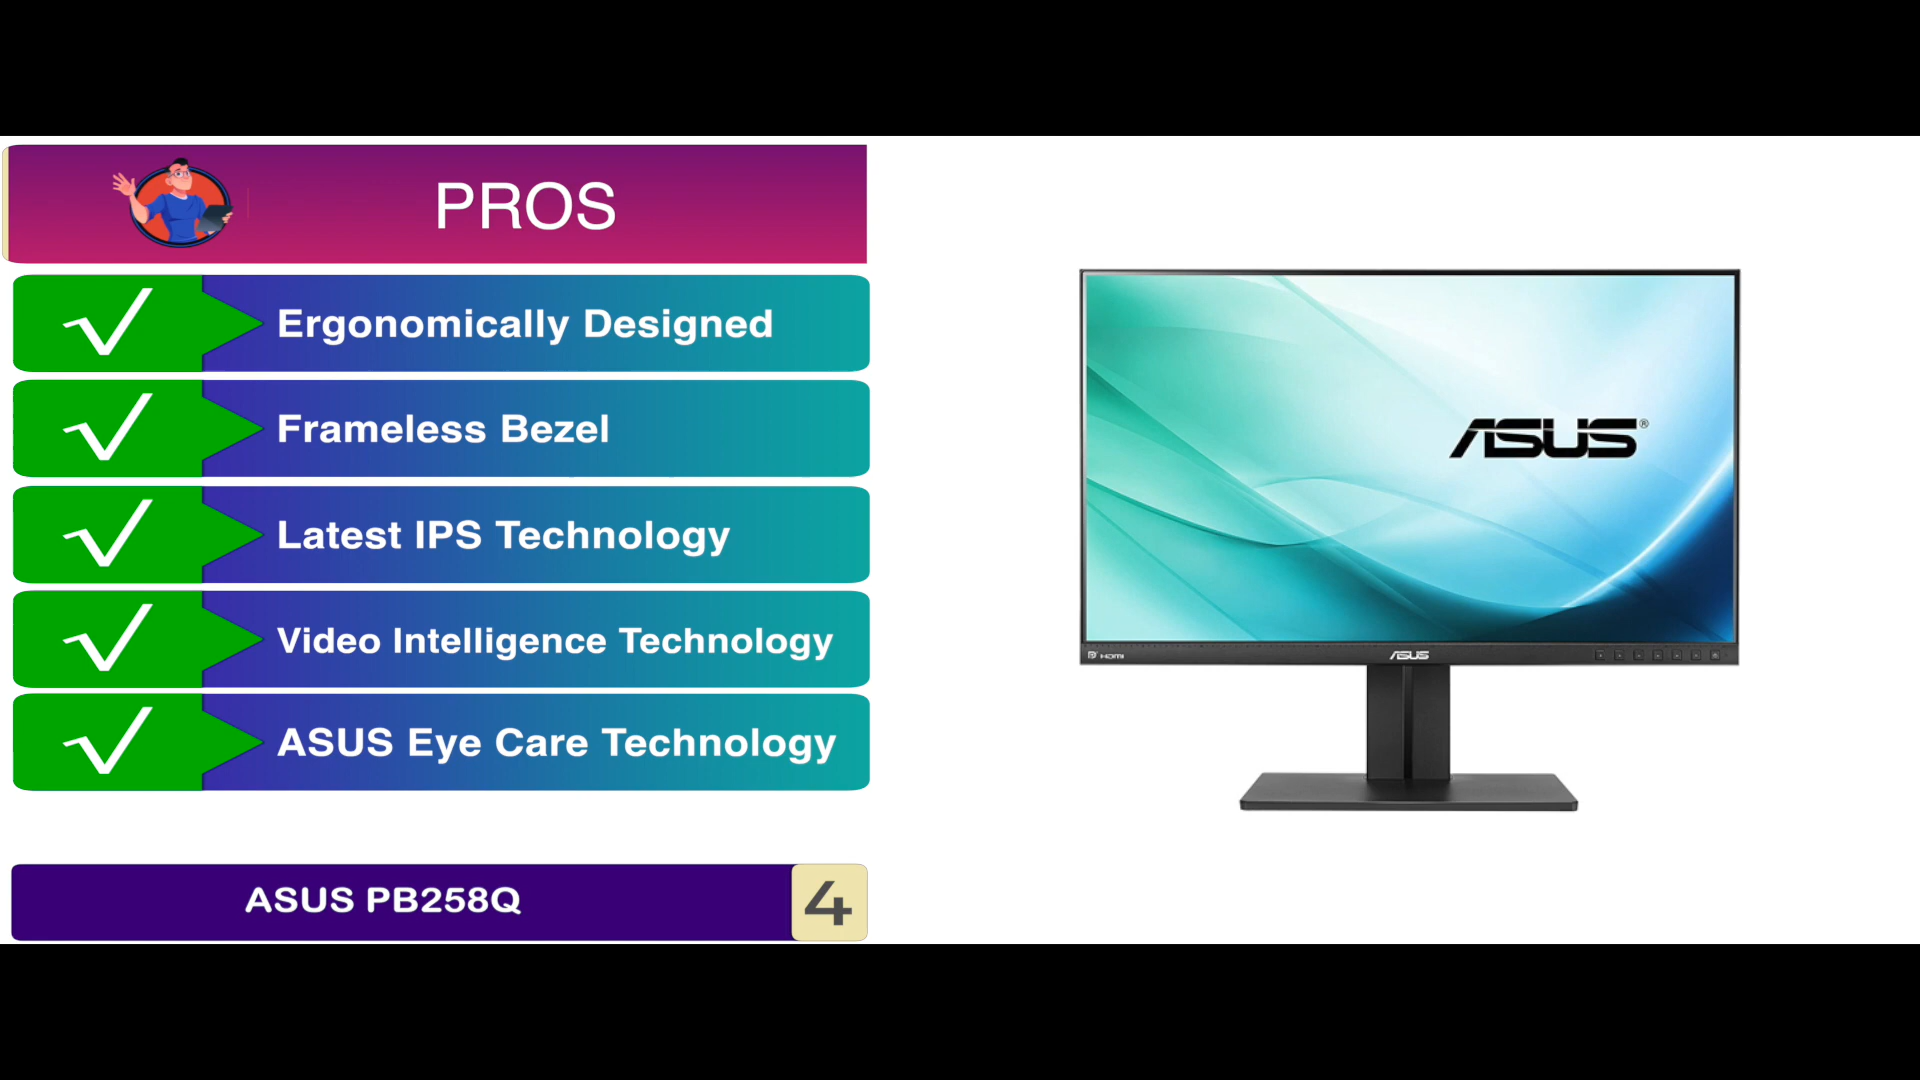 PROS
Ergonomically Designed
Frameless Bezel
Latest IPS Technology
Video Intelligence Technology
ASUS Eye Care Technology
ASUS PB258Q
4
ASUS®
HDMI
ASUS